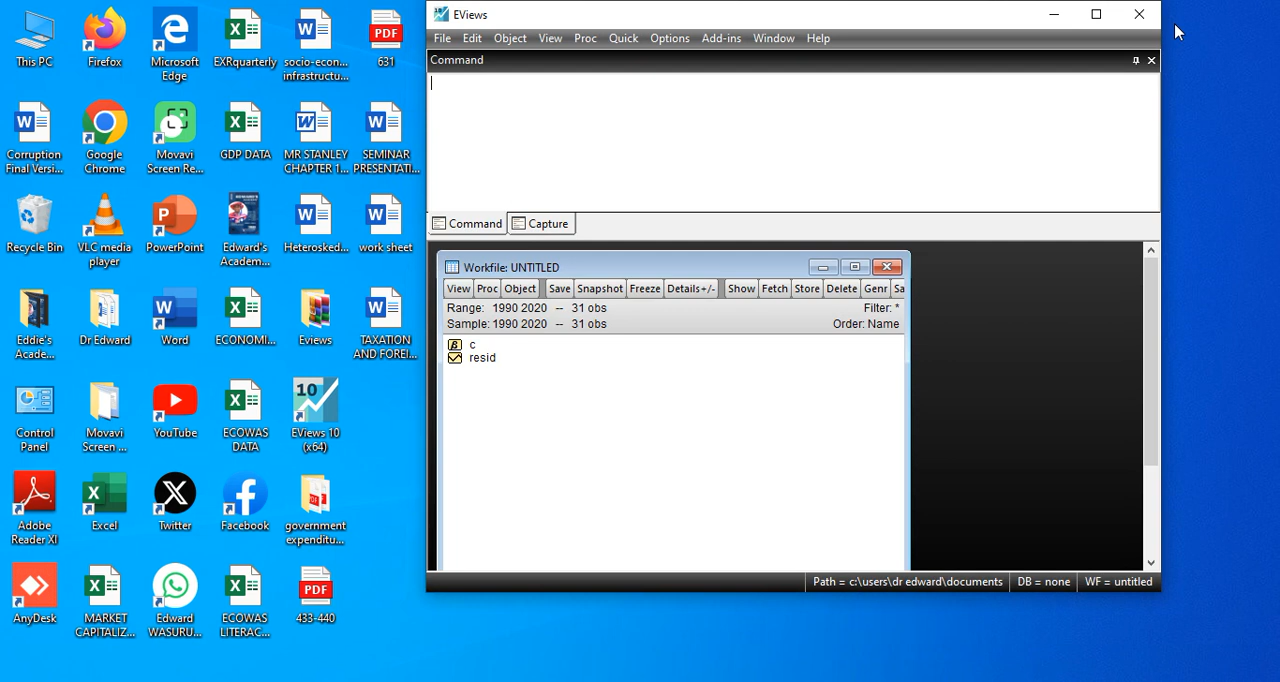 This PC
Firefox
Microsoft
Edge
EXRquarterly
socio-econ...
infrastructu...
PDF
631
Corruption
Final Versi...
Google
Chrome
Movavi
Screen Re...
GDP DATA
MR STANLEY
CHAPTER 1...
SEMINAR
PRESENTATI...
Recycle Bin
VLC media
player
PowerPoint
Edward's
Academ...
Heterosked...
work sheet
Eddie's
Acade...
Dr Edward
Word
ECONOMI...
Eviews
TAXATION
AND FOREI...
Control
Panel
Movavi
Screen ...
YouTube
ECOWAS
DATA
10
EViews 10
(x64)
Adobe
Reader XI
Excel
Twitter
Facebook
government
expenditu...
AnyDesk
MARKET
CAPITALIZ...
Edward
WASURU...
ECOWAS
LITERAC...
PDF
433-440
EViews
File Edit Object View Proc Quick Options Add-ins Window Help
Command
Command Capture
Workfile: UNTITLED
View Proc Object Save Snapshot Freeze Details+/- Show Fetch Store Delete Genr Sa
Range: 1990 2020 -- 31 obs Filter: *
Sample: 1990 2020 -- 31 obs Order: Name
c
resid
Path = c:\users\dr edward\documents DB = none WF = untitled